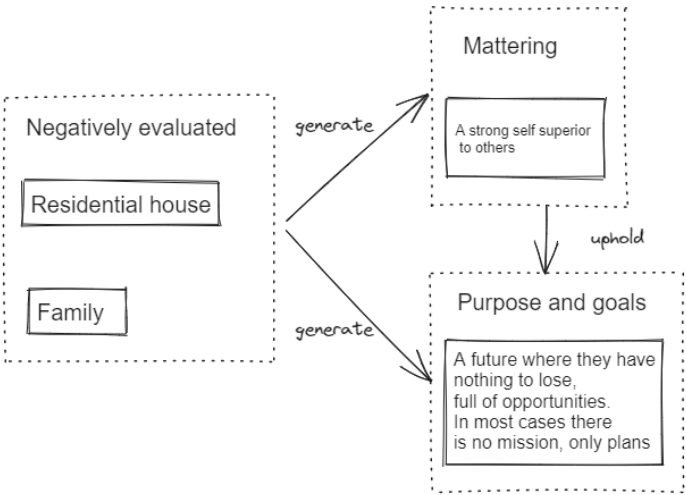 Negatively evaluated
Residential house
Family
generate
generate
Mattering
A strong self superior
to others
uphold
Purpose and goals
A future where they have
nothing to lose,
full of opportunities.
In most cases there
is no mission, only plans